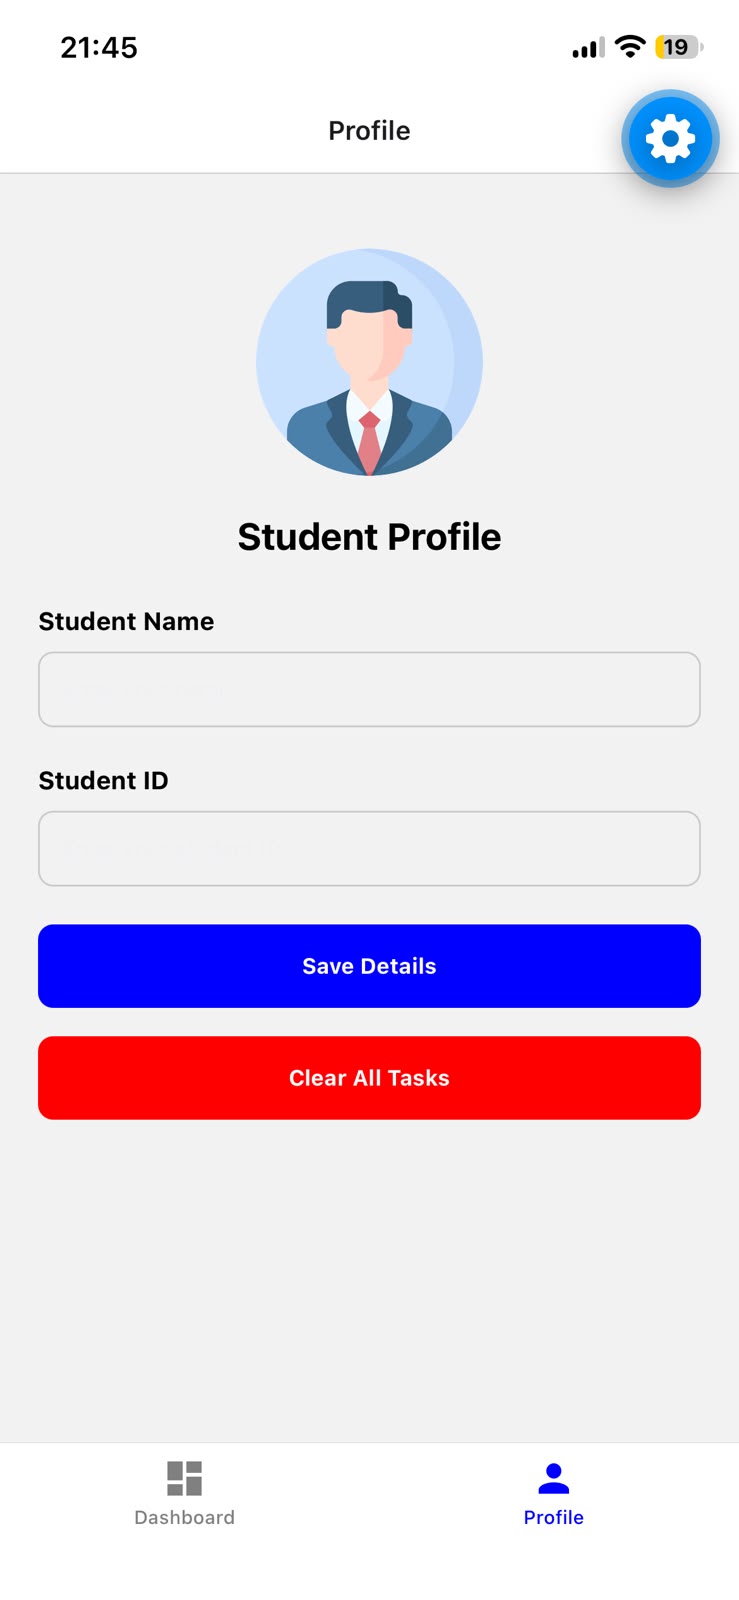 21:45
19
Profile
Student Profile
Student Name
Student ID
Save Details
Clear All Tasks
Dashboard
Profile